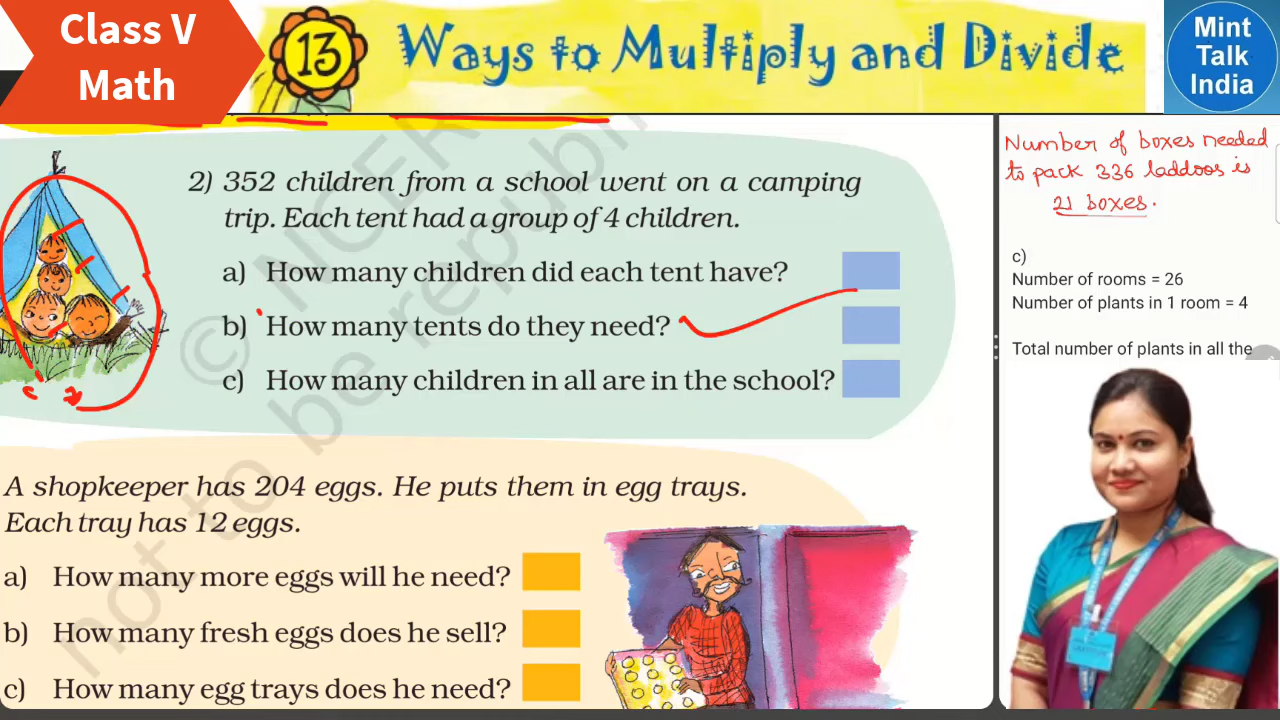 Class V
Math
13
Ways to Multiply and Divide
Mint
Talk
India
2) 352 children from a school went on a camping
trip. Each tent had a group of 4 children.
a) How many children did each tent have?
b) How many tents do they need?
c) How many children in all are in the school?
A shopkeeper has 204 eggs. He puts them in egg trays.
Each tray has 12 eggs.
a) How many more eggs will he need?
b) How many fresh eggs does he sell?
c) How many egg trays does he need?
Number of boxes needed
to pack 336 laddoos is
21 boxes.
c)
Number of rooms = 26
Number of plants in 1 room = 4
Total number of plants in all the
© NCER
not to be republi